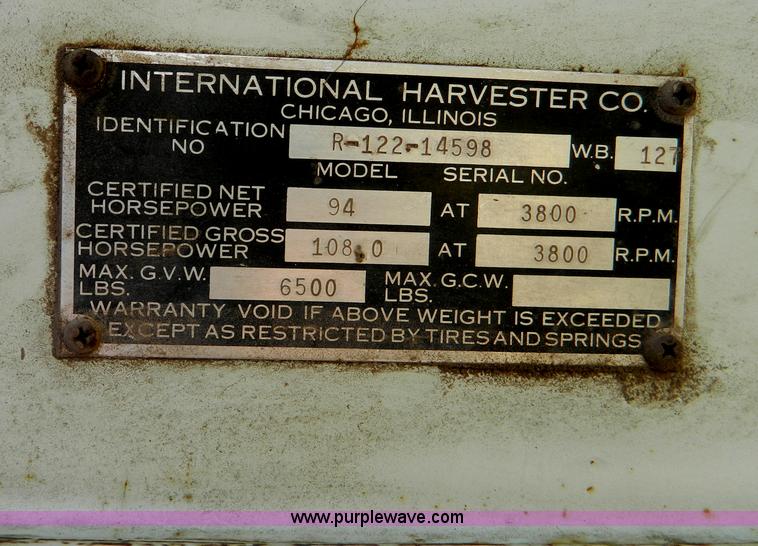 INTERNATIONAL HARVESTER CO.
CHICAGO, ILLINOIS
IDENTIFICATION NO R-122-14598 W.B. 127
MODEL SERIAL NO.
CERTIFIED NET HORSEPOWER 94 AT 3800 R.P.M.
CERTIFIED GROSS HORSEPOWER 108.0 AT 3800 R.P.M.
MAX. G.V.W. LBS. 6500 MAX. G.C.W. LBS.
WARRANTY VOID IF ABOVE WEIGHT IS EXCEEDED
EXCEPT AS RESTRICTED BY TIRES AND SPRINGS
www.purplewave.com